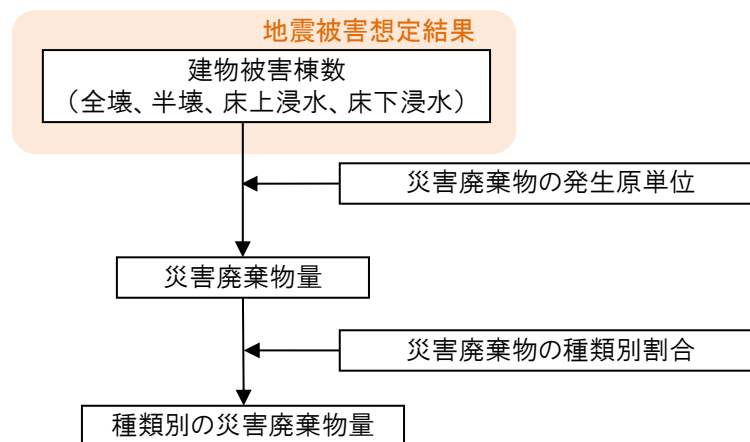 地震被害想定結果
建物被害棟数
（全壊、半壊、床上浸水、床下浸水）
災害廃棄物の発生原単位
災害廃棄物量
災害廃棄物の種類別割合
種類別の災害廃棄物量